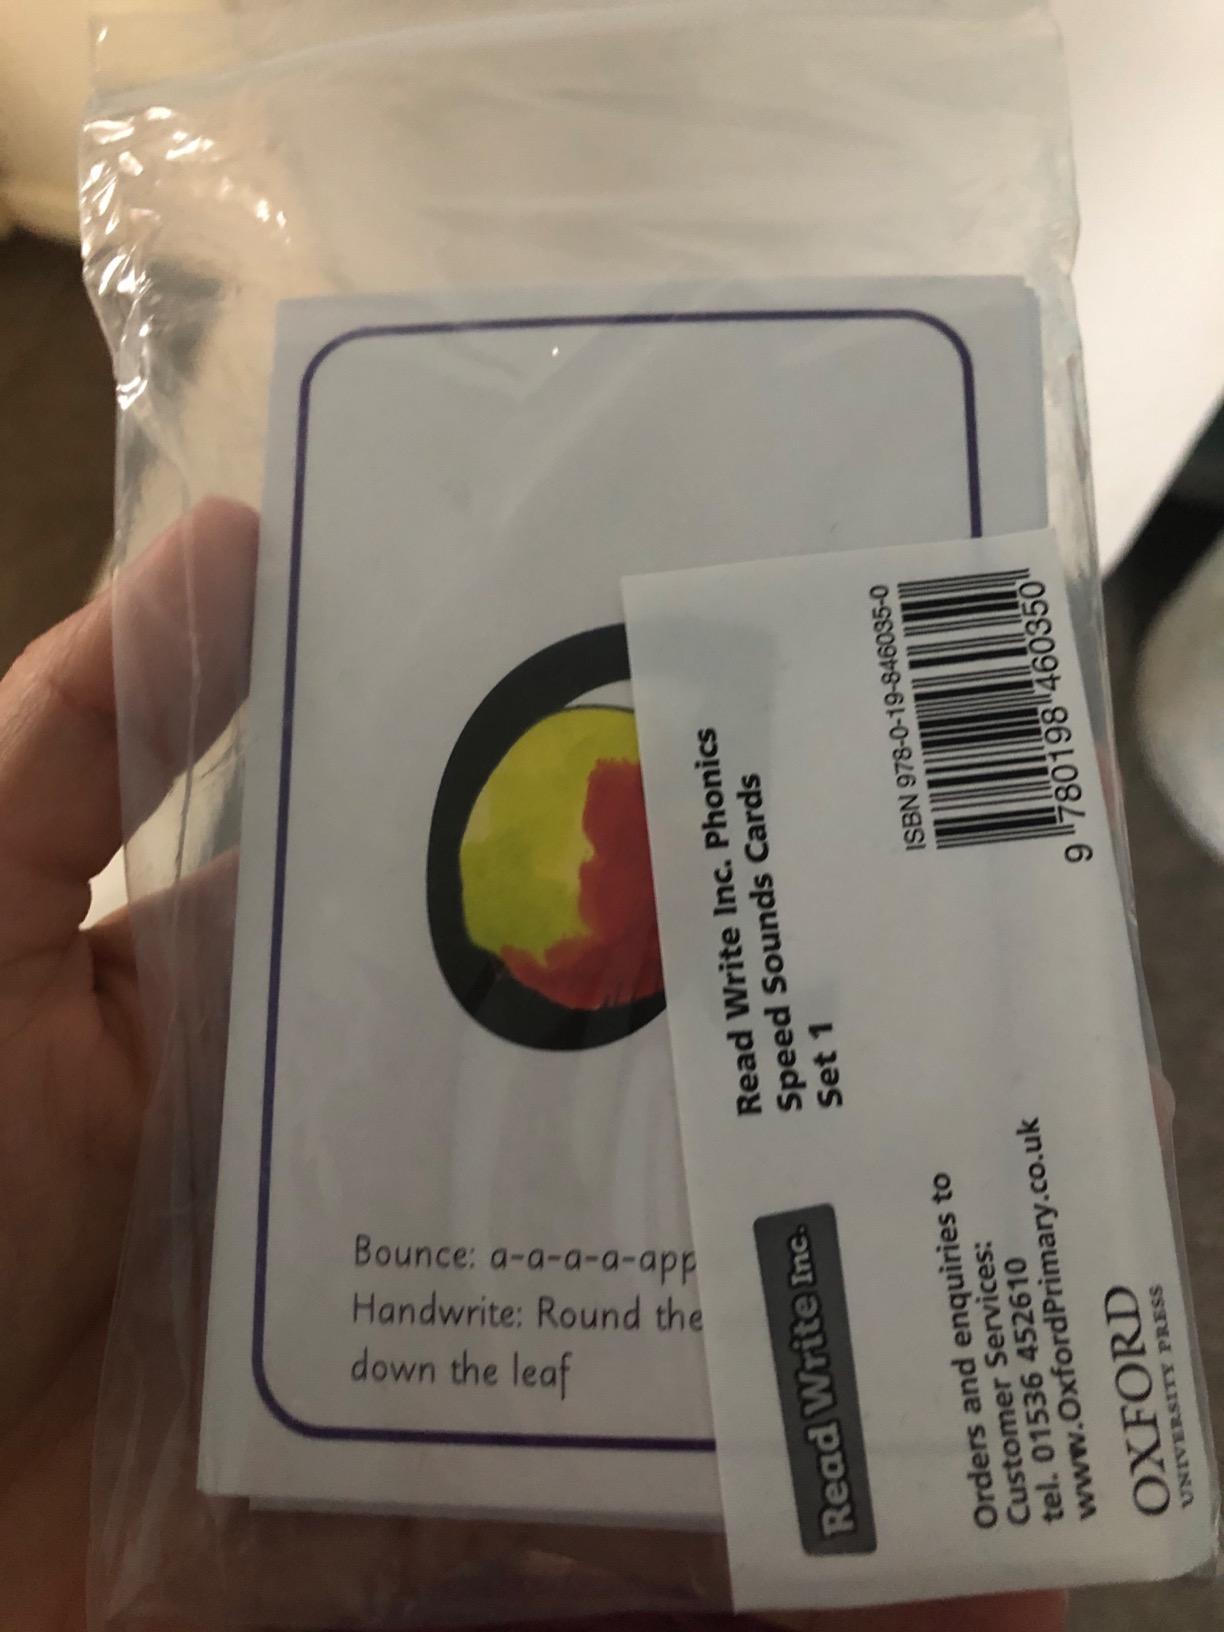 Bounce: a-a-a-a-app
Handwrite: Round the
down the leaf
Read Write Inc.
Read Write Inc. Phonics
Speed Sounds Cards
Set 1
ISBN 978-0-19-846035-0
9 780198 460350
Orders and enquiries to
Customer Services:
tel. 01536 452610
www.OxfordPrimary.co.uk
OXFORD
UNIVERSITY PRESS